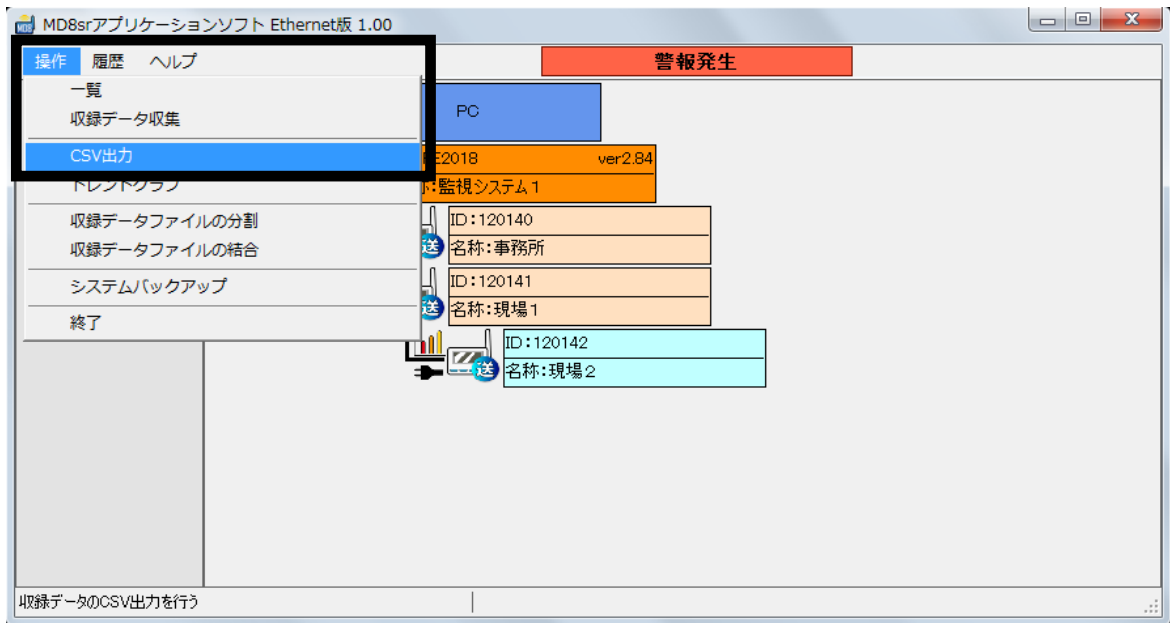 MD8srアプリケーションソフト Ethernet版 1.00
操作 履歴 ヘルプ
警報発生
一覧
収録データ収集
CSV出力
トレンドグラフ
収録データファイルの分割
収録データファイルの結合
システムバックアップ
終了
PC
E2018 ver2.84
:監視システム1
送
ID:120140
名称:事務所
送
ID:120141
名称:現場1
送
ID:120142
名称:現場2
収録データのCSV出力を行う